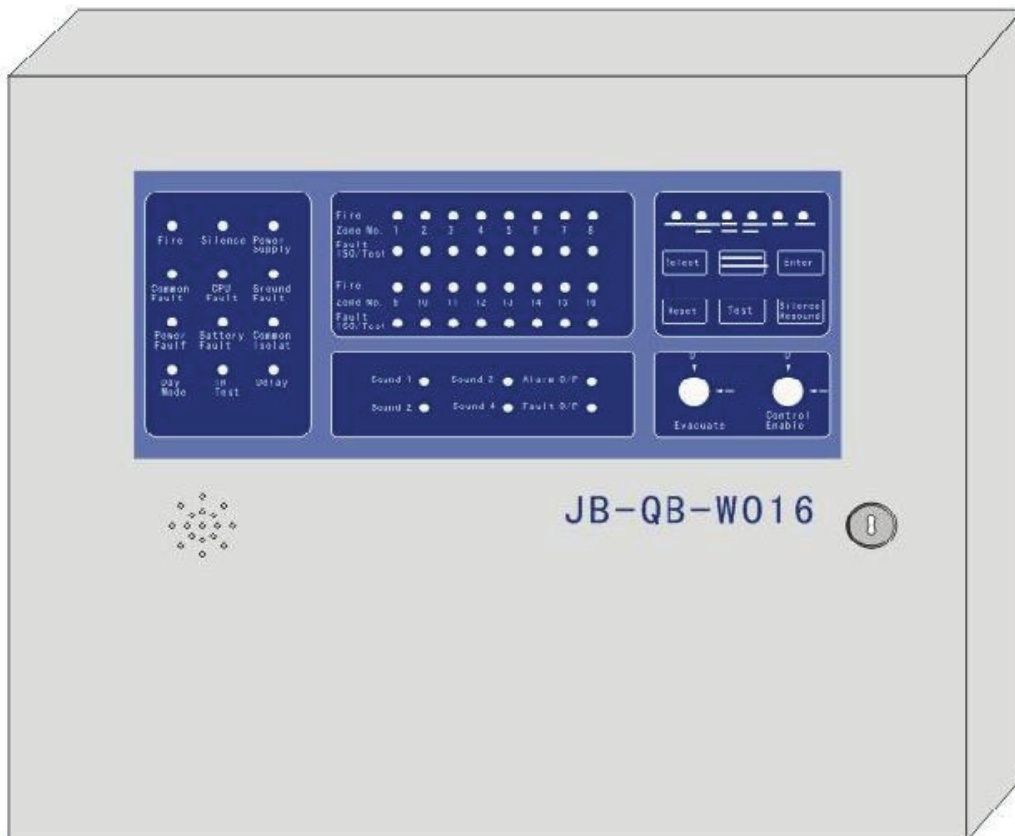 Fire Silence Power
Supply
Common CPU Ground
Fault Fault Fault
Power Battery Common
Fault Fault Isolat
Day In Delay
Mode Test
Fire
Zone No. 1 2 3 4 5 6 7 8
Fault
ISO/Test
Fire
Zone No. 9 10 11 12 13 14 15 16
Fault
ISO/Test
Sound 1 Sound 2 Alarm O/P
Sound 2 Sound 4 Fault O/P
Select Enter
Reset Test Silence
Resound
Evacuate Control
Enable
JB-QB-W016